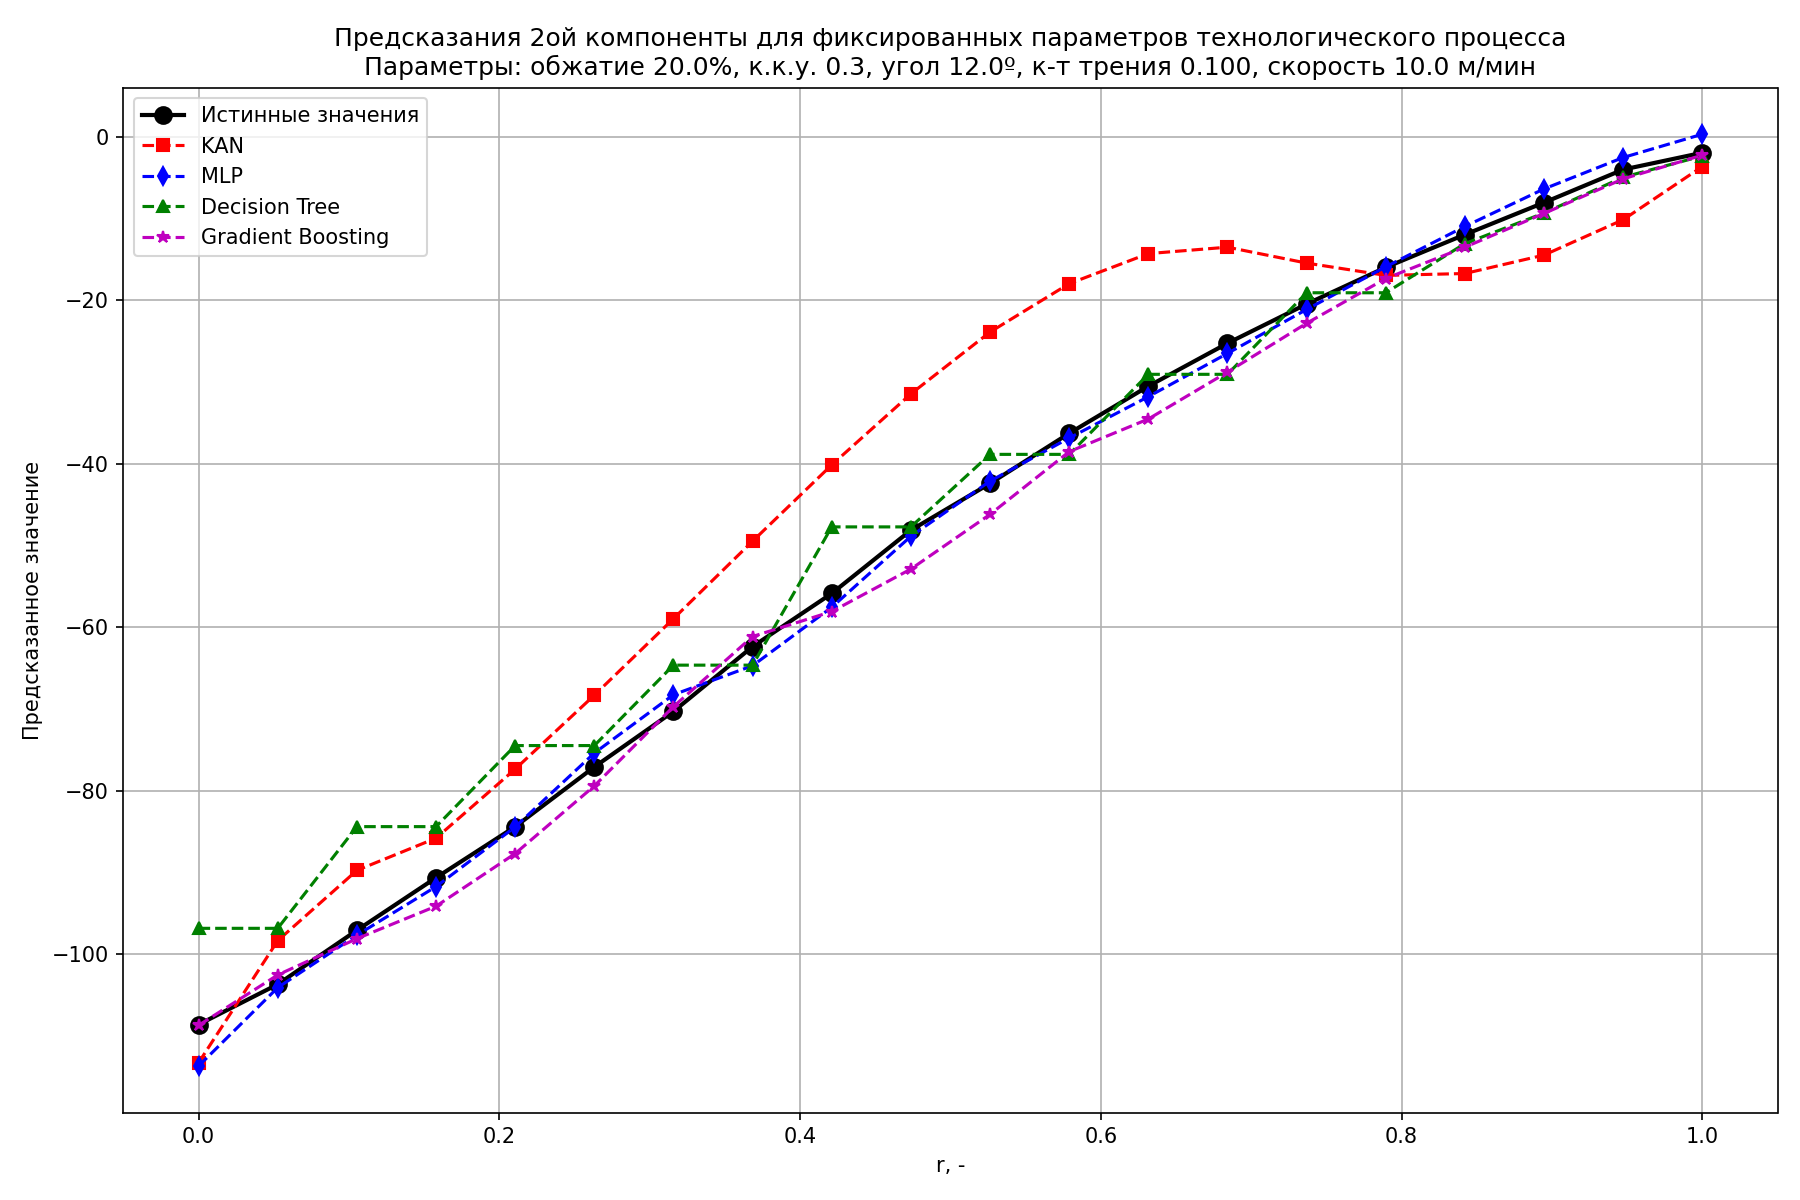 Предсказания 2ой компоненты для фиксированных параметров технологического процесса
Параметры: обжатие 20.0%, к.к.у. 0.3, угол 12.0º, к-т трения 0.100, скорость 10.0 м/мин
Истинные значения
KAN
MLP
Decision Tree
Gradient Boosting
Предсказанное значение
0
−20
−40
−60
−80
−100
0.0
0.2
0.4
0.6
0.8
1.0
r, -